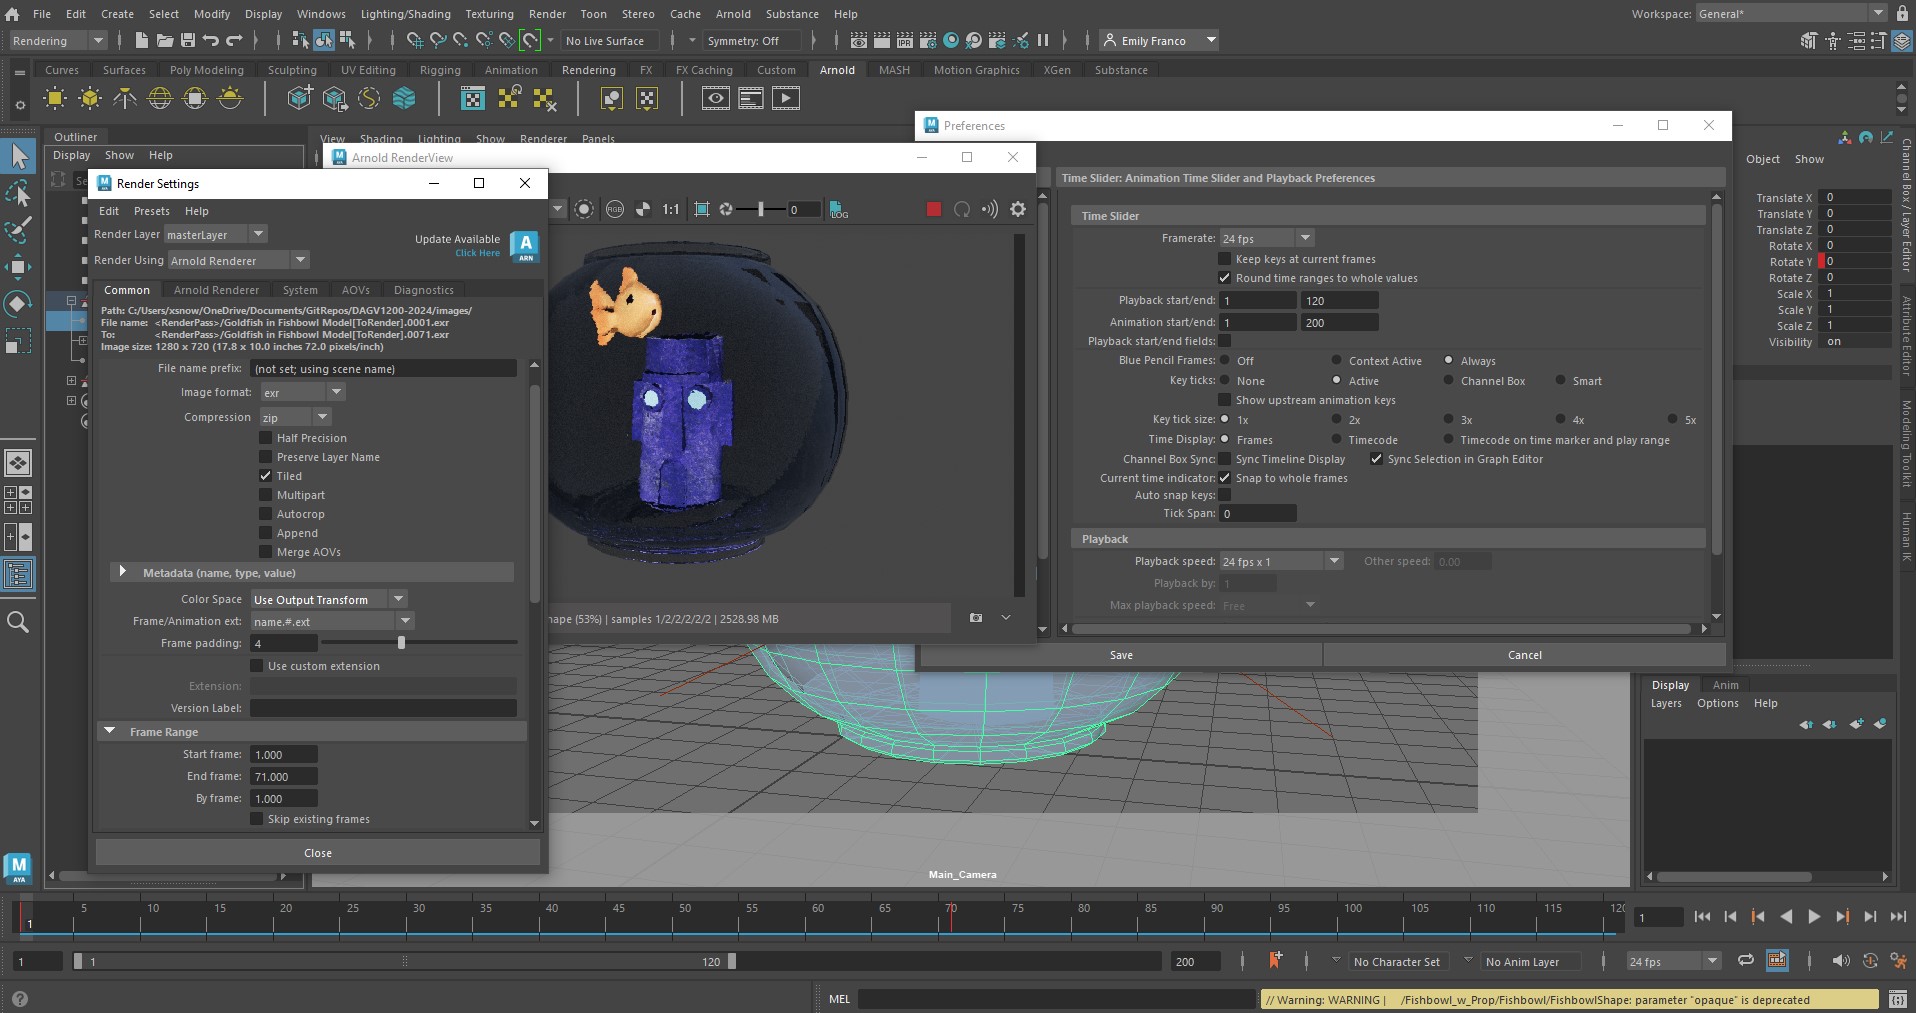 File Edit Create Select Modify Display Windows Lighting/Shading Texturing Render Toon Stereo Cache Arnold Substance Help
Workspace: General*
Rendering
No Live Surface
Symmetry: Off
IPR
Emily Franco
Curves Surfaces Poly Modeling Sculpting UV Editing Rigging Animation Rendering FX FX Caching Custom Arnold MASH Motion Graphics XGen Substance
Outliner
Display Show Help
View Shading Lighting Show Renderer Panels
Arnold RenderView
1:1
0
LOG
RGB
hape (53%) | samples 1/2/2/2/2/2 | 2528.98 MB
Render Settings
Edit Presets Help
Render Layer masterLayer
Render Using Arnold Renderer
Update Available
Click Here
A
ARN
Common Arnold Renderer System AOVs Diagnostics
Path: C:/Users/xsnow/OneDrive/Documents/GitRepos/DAGV1200-2024/images/
File name: <RenderPass>/Goldfish in Fishbowl Model[ToRender].0001.exr
To: <RenderPass>/Goldfish in Fishbowl Model[ToRender].0071.exr
Image size: 1280 x 720 (17.8 x 10.0 inches 72.0 pixels/inch)
File name prefix: (not set; using scene name)
Image format: exr
Compression zip
Half Precision
Preserve Layer Name
Tiled
Multipart
Autocrop
Append
Merge AOVs
Metadata (name, type, value)
Color Space Use Output Transform
Frame/Animation ext: name.#.ext
Frame padding: 4
Use custom extension
Extension:
Version Label:
Frame Range
Start frame: 1.000
End frame: 71.000
By frame: 1.000
Skip existing frames
Close
Preferences
Time Slider: Animation Time Slider and Playback Preferences
Time Slider
Framerate: 24 fps
Keep keys at current frames
Round time ranges to whole values
Playback start/end: 1 120
Animation start/end: 1 200
Playback start/end fields:
Blue Pencil Frames: Off Context Active Always
Key ticks: None Active Channel Box Smart
Show upstream animation keys
Key tick size: 1x 2x 3x 4x 5x
Time Display: Frames Timecode Timecode on time marker and play range
Channel Box Sync: Sync Timeline Display Sync Selection in Graph Editor
Current time indicator: Snap to whole frames
Auto snap keys:
Tick Span: 0
Playback
Playback speed: 24 fps x 1 Other speed: 0.00
Playback by: 1
Max playback speed: Free
Save Cancel
Object Show
Translate X 0
Translate Y 0
Translate Z 0
Rotate X 0
Rotate Y 0
Rotate Z 0
Scale X 1
Scale Y 1
Scale Z 1
Visibility on
Channel Box / Layer Editor
Attribute Editor
Modeling Toolkit
Human IK
Display Anim
Layers Options Help
Main_Camera
M
AYA
1 5 10 15 20 25 30 35 40 45 50 55 60 65 70 75 80 85 90 95 100 105 110 115 120
1
1 1 120 200
No Character Set
No Anim Layer
24 fps
MEL
// Warning: WARNING | /Fishbowl_w_Prop/Fishbowl/FishbowlShape: parameter "opaque" is deprecated